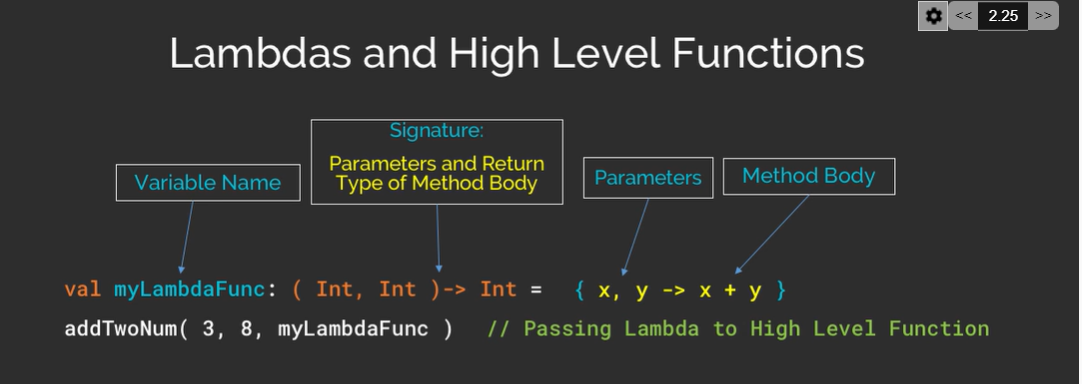 << 2.25 >>
Lambdas and High Level Functions
Signature:
Parameters and Return
Type of Method Body
Variable Name
Parameters
Method Body
val myLambdaFunc: ( Int, Int )-> Int = { x, y -> x + y }
addTwoNum( 3, 8, myLambdaFunc ) // Passing Lambda to High Level Function